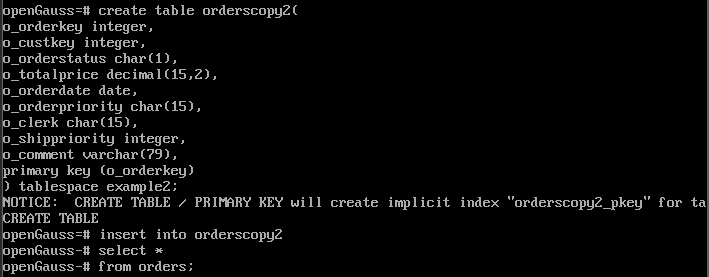 openGauss=# create table orderscopy2(
o_orderkey integer,
o_custkey integer,
o_orderstatus char(1),
o_totalprice decimal(15,2),
o_orderdate date,
o_orderpriority char(15),
o_clerk char(15),
o_shippriority integer,
o_comment varchar(79),
primary key (o_orderkey)
) tablespace example2;
NOTICE:  CREATE TABLE / PRIMARY KEY will create implicit index "orderscopy2_pkey" for ta
CREATE TABLE
openGauss=# insert into orderscopy2
openGauss-# select *
openGauss-# from orders;